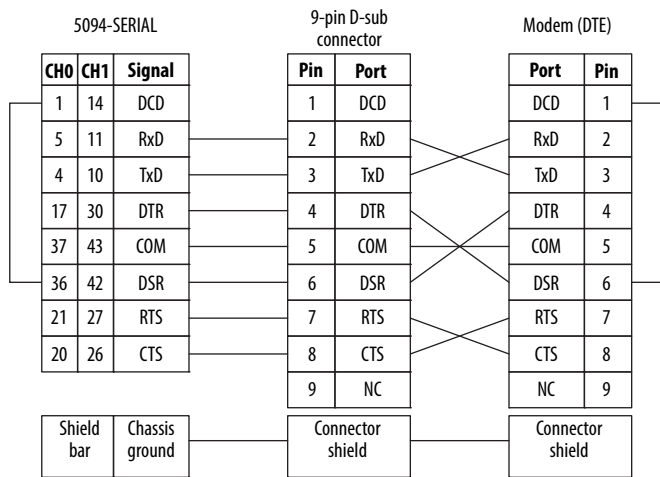 5094-SERIAL
9-pin D-sub
connector
Modem (DTE)
CH0 CH1 Signal Pin Port Port Pin
1 14 DCD 1 DCD DCD 1
5 11 RxD 2 RxD RxD 2
4 10 TxD 3 TxD TxD 3
17 30 DTR 4 DTR DTR 4
37 43 COM 5 COM COM 5
36 42 DSR 6 DSR DSR 6
21 27 RTS 7 RTS RTS 7
20 26 CTS 8 CTS CTS 8
9 NC NC 9
Shield Chassis Connector Connector
bar ground shield shield